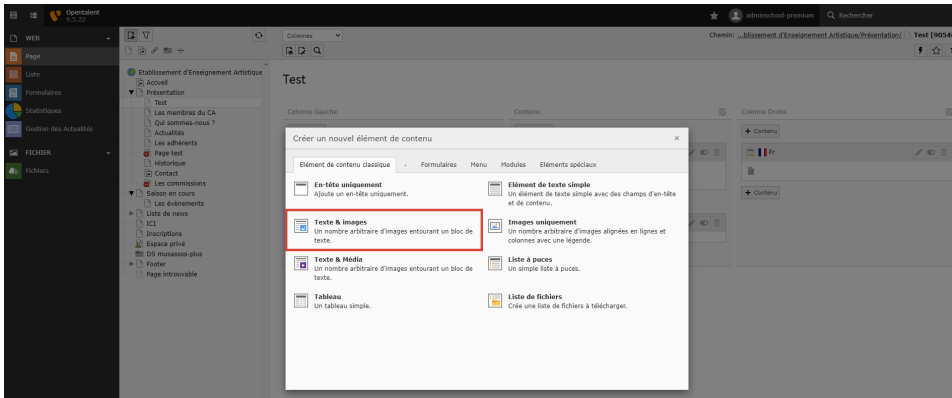 Opentalent
9.5.22
adminschool-premium
Rechercher
WEB
Page
Liste
Formulaires
Statistiques
Gestion des Actualités
FICHIER
Fichiers
Etablissement d'Enseignement Artistique
Accueil
Présentation
Test
Les membres du CA
Qui sommes-nous ?
Actualités
Les adhérents
Page test
Historique
Contact
Les commissions
Saison en cours
Les évènements
Liste de news
ICI
Inscriptions
Espace privé
DS musassos-plus
Footer
Page introuvable
Colonnes
Chemin: ...blissement d'Enseignement Artistique/Présentation/ Test [9054
Test
Colonne Gauche
Contenu
Colonne Droite
+ Contenu
Fr
+ Contenu
Créer un nouvel élément de contenu
×
Elément de contenu classique - Formulaires Menu Modules Eléments spéciaux
En-tête uniquement
Ajoute un en-tête uniquement.
Elément de texte simple
Un élément de texte simple avec des champs d'en-tête
et de contenu.
Texte & images
Un nombre arbitraire d'images entourant un bloc de
texte.
Images uniquement
Un nombre arbitraire d'images alignées en lignes et
colonnes avec une légende.
Texte & Média
Un nombre arbitraire d'images entourant un bloc de
texte.
Liste à puces
Un simple liste à puces.
Tableau
Un tableau simple.
Liste de fichiers
Crée une liste de fichiers à télécharger.